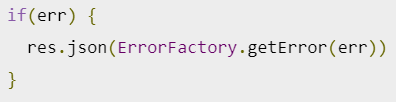 if(err) {
  res.json(ErrorFactory.getError(err))
}